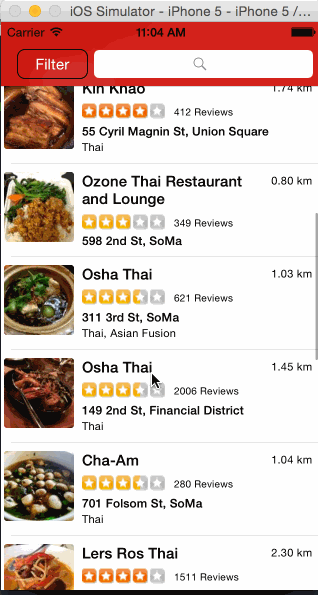 iOS Simulator - iPhone 5 - iPhone 5 /...
Carrier 11:04 AM
Filter
Kin Khao 1.74 km
412 Reviews
55 Cyril Magnin St, Union Square
Thai
Ozone Thai Restaurant 0.80 km
and Lounge
349 Reviews
598 2nd St, SoMa
Osha Thai 1.03 km
621 Reviews
311 3rd St, SoMa
Thai, Asian Fusion
Osha Thai 1.45 km
2006 Reviews
149 2nd St, Financial District
Thai
Cha-Am 1.04 km
280 Reviews
701 Folsom St, SoMa
Thai
Lers Ros Thai 2.30 km
1511 Reviews